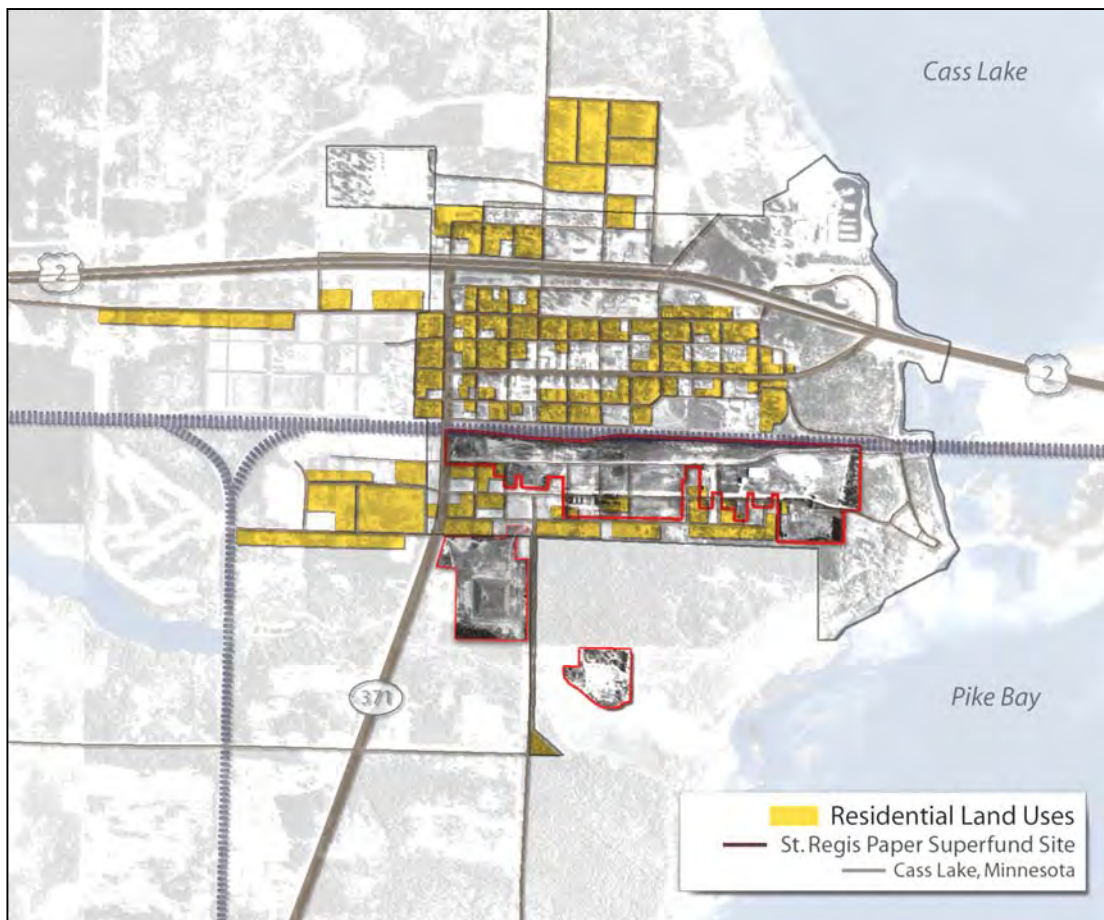 Cass Lake
2
2
371
Pike Bay
Residential Land Uses
St. Regis Paper Superfund Site
Cass Lake, Minnesota